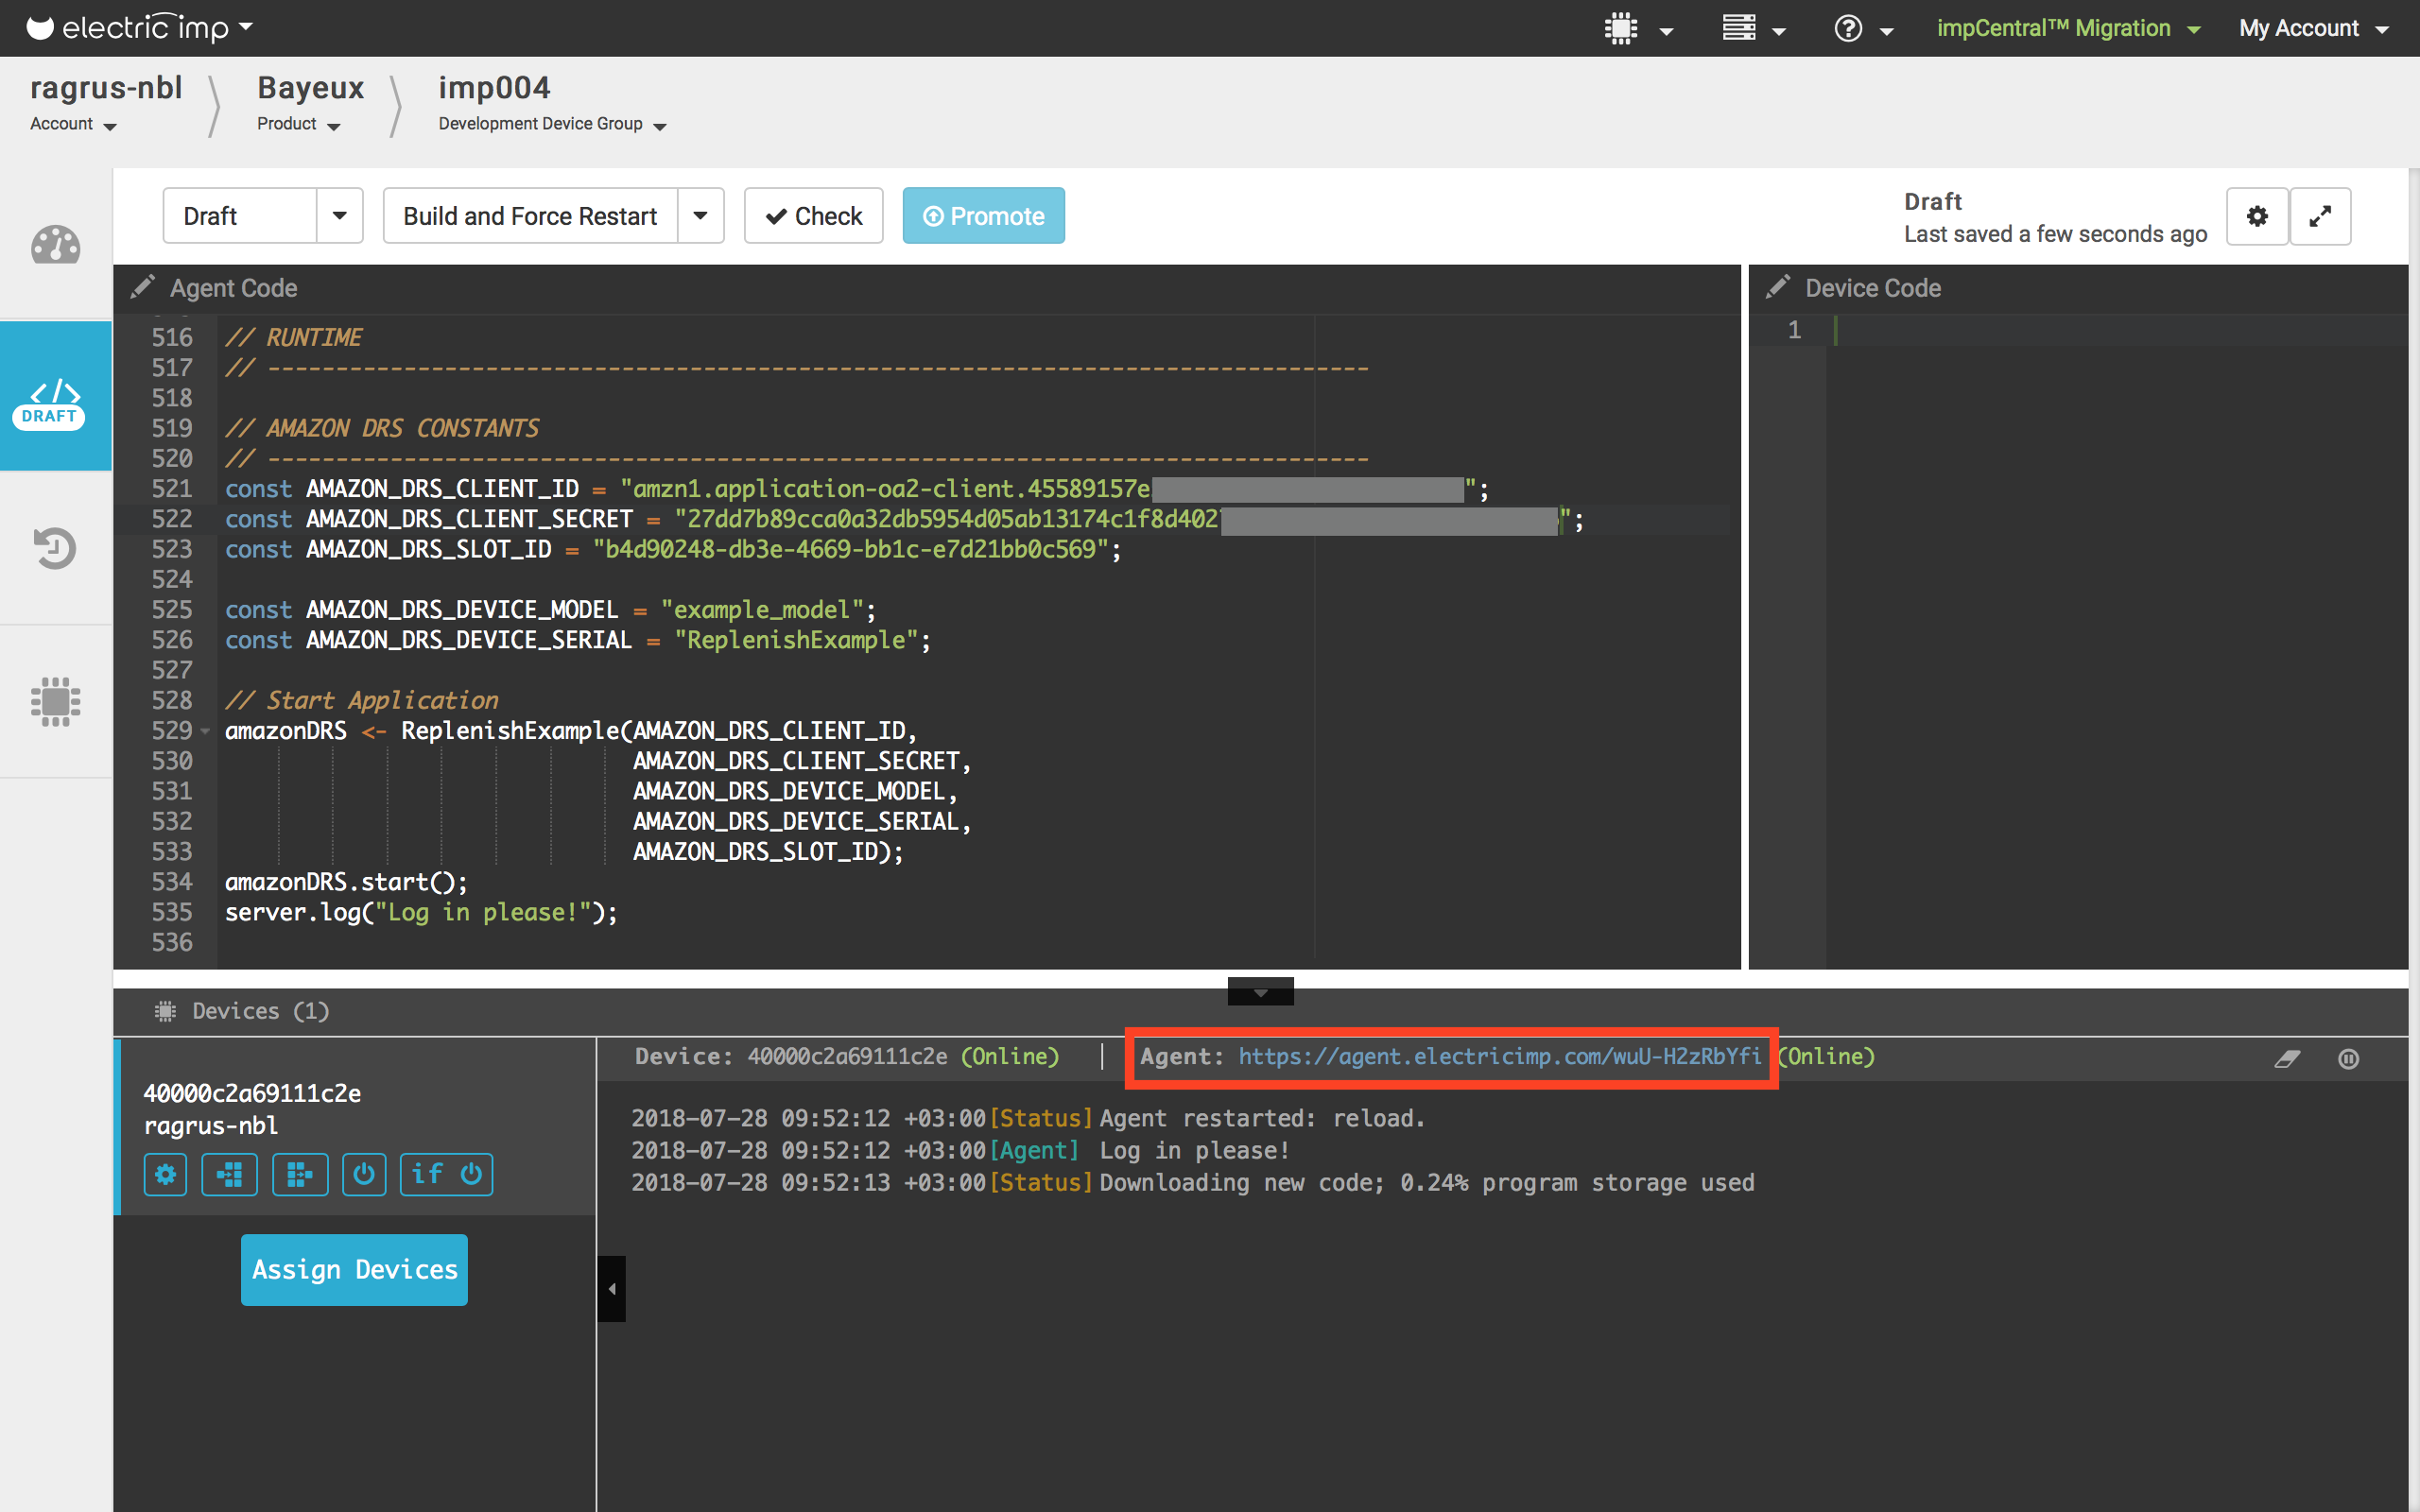 electric imp
impCentral™ Migration
My Account
ragrus-nbl
Account
Bayeux
Product
imp004
Development Device Group
Draft
Build and Force Restart
Check
Promote
Draft
Last saved a few seconds ago
DRAFT
Agent Code
516 // RUNTIME
517 // --------------------------------------------------------------------------------
518
519 // AMAZON DRS CONSTANTS
520 // --------------------------------------------------------------------------------
521 const AMAZON_DRS_CLIENT_ID = "amzn1.application-oa2-client.45589157e";
522 const AMAZON_DRS_CLIENT_SECRET = "27dd7b89cca0a32db5954d05ab13174c1f8d402";
523 const AMAZON_DRS_SLOT_ID = "b4d90248-db3e-4669-bb1c-e7d21bb0c569";
524
525 const AMAZON_DRS_DEVICE_MODEL = "example_model";
526 const AMAZON_DRS_DEVICE_SERIAL = "ReplenishExample";
527
528 // Start Application
529 amazonDRS <- ReplenishExample(AMAZON_DRS_CLIENT_ID,
530 AMAZON_DRS_CLIENT_SECRET,
531 AMAZON_DRS_DEVICE_MODEL,
532 AMAZON_DRS_DEVICE_SERIAL,
533 AMAZON_DRS_SLOT_ID);
534 amazonDRS.start();
535 server.log("Log in please!");
536
Device Code
1
Devices (1)
40000c2a69111c2e
ragrus-nbl
if
Assign Devices
Device: 40000c2a69111c2e (Online) | Agent: https://agent.electricimp.com/wuU-H2zRbYfi (Online)
2018-07-28 09:52:12 +03:00 [Status] Agent restarted: reload.
2018-07-28 09:52:12 +03:00 [Agent] Log in please!
2018-07-28 09:52:13 +03:00 [Status] Downloading new code; 0.24% program storage used